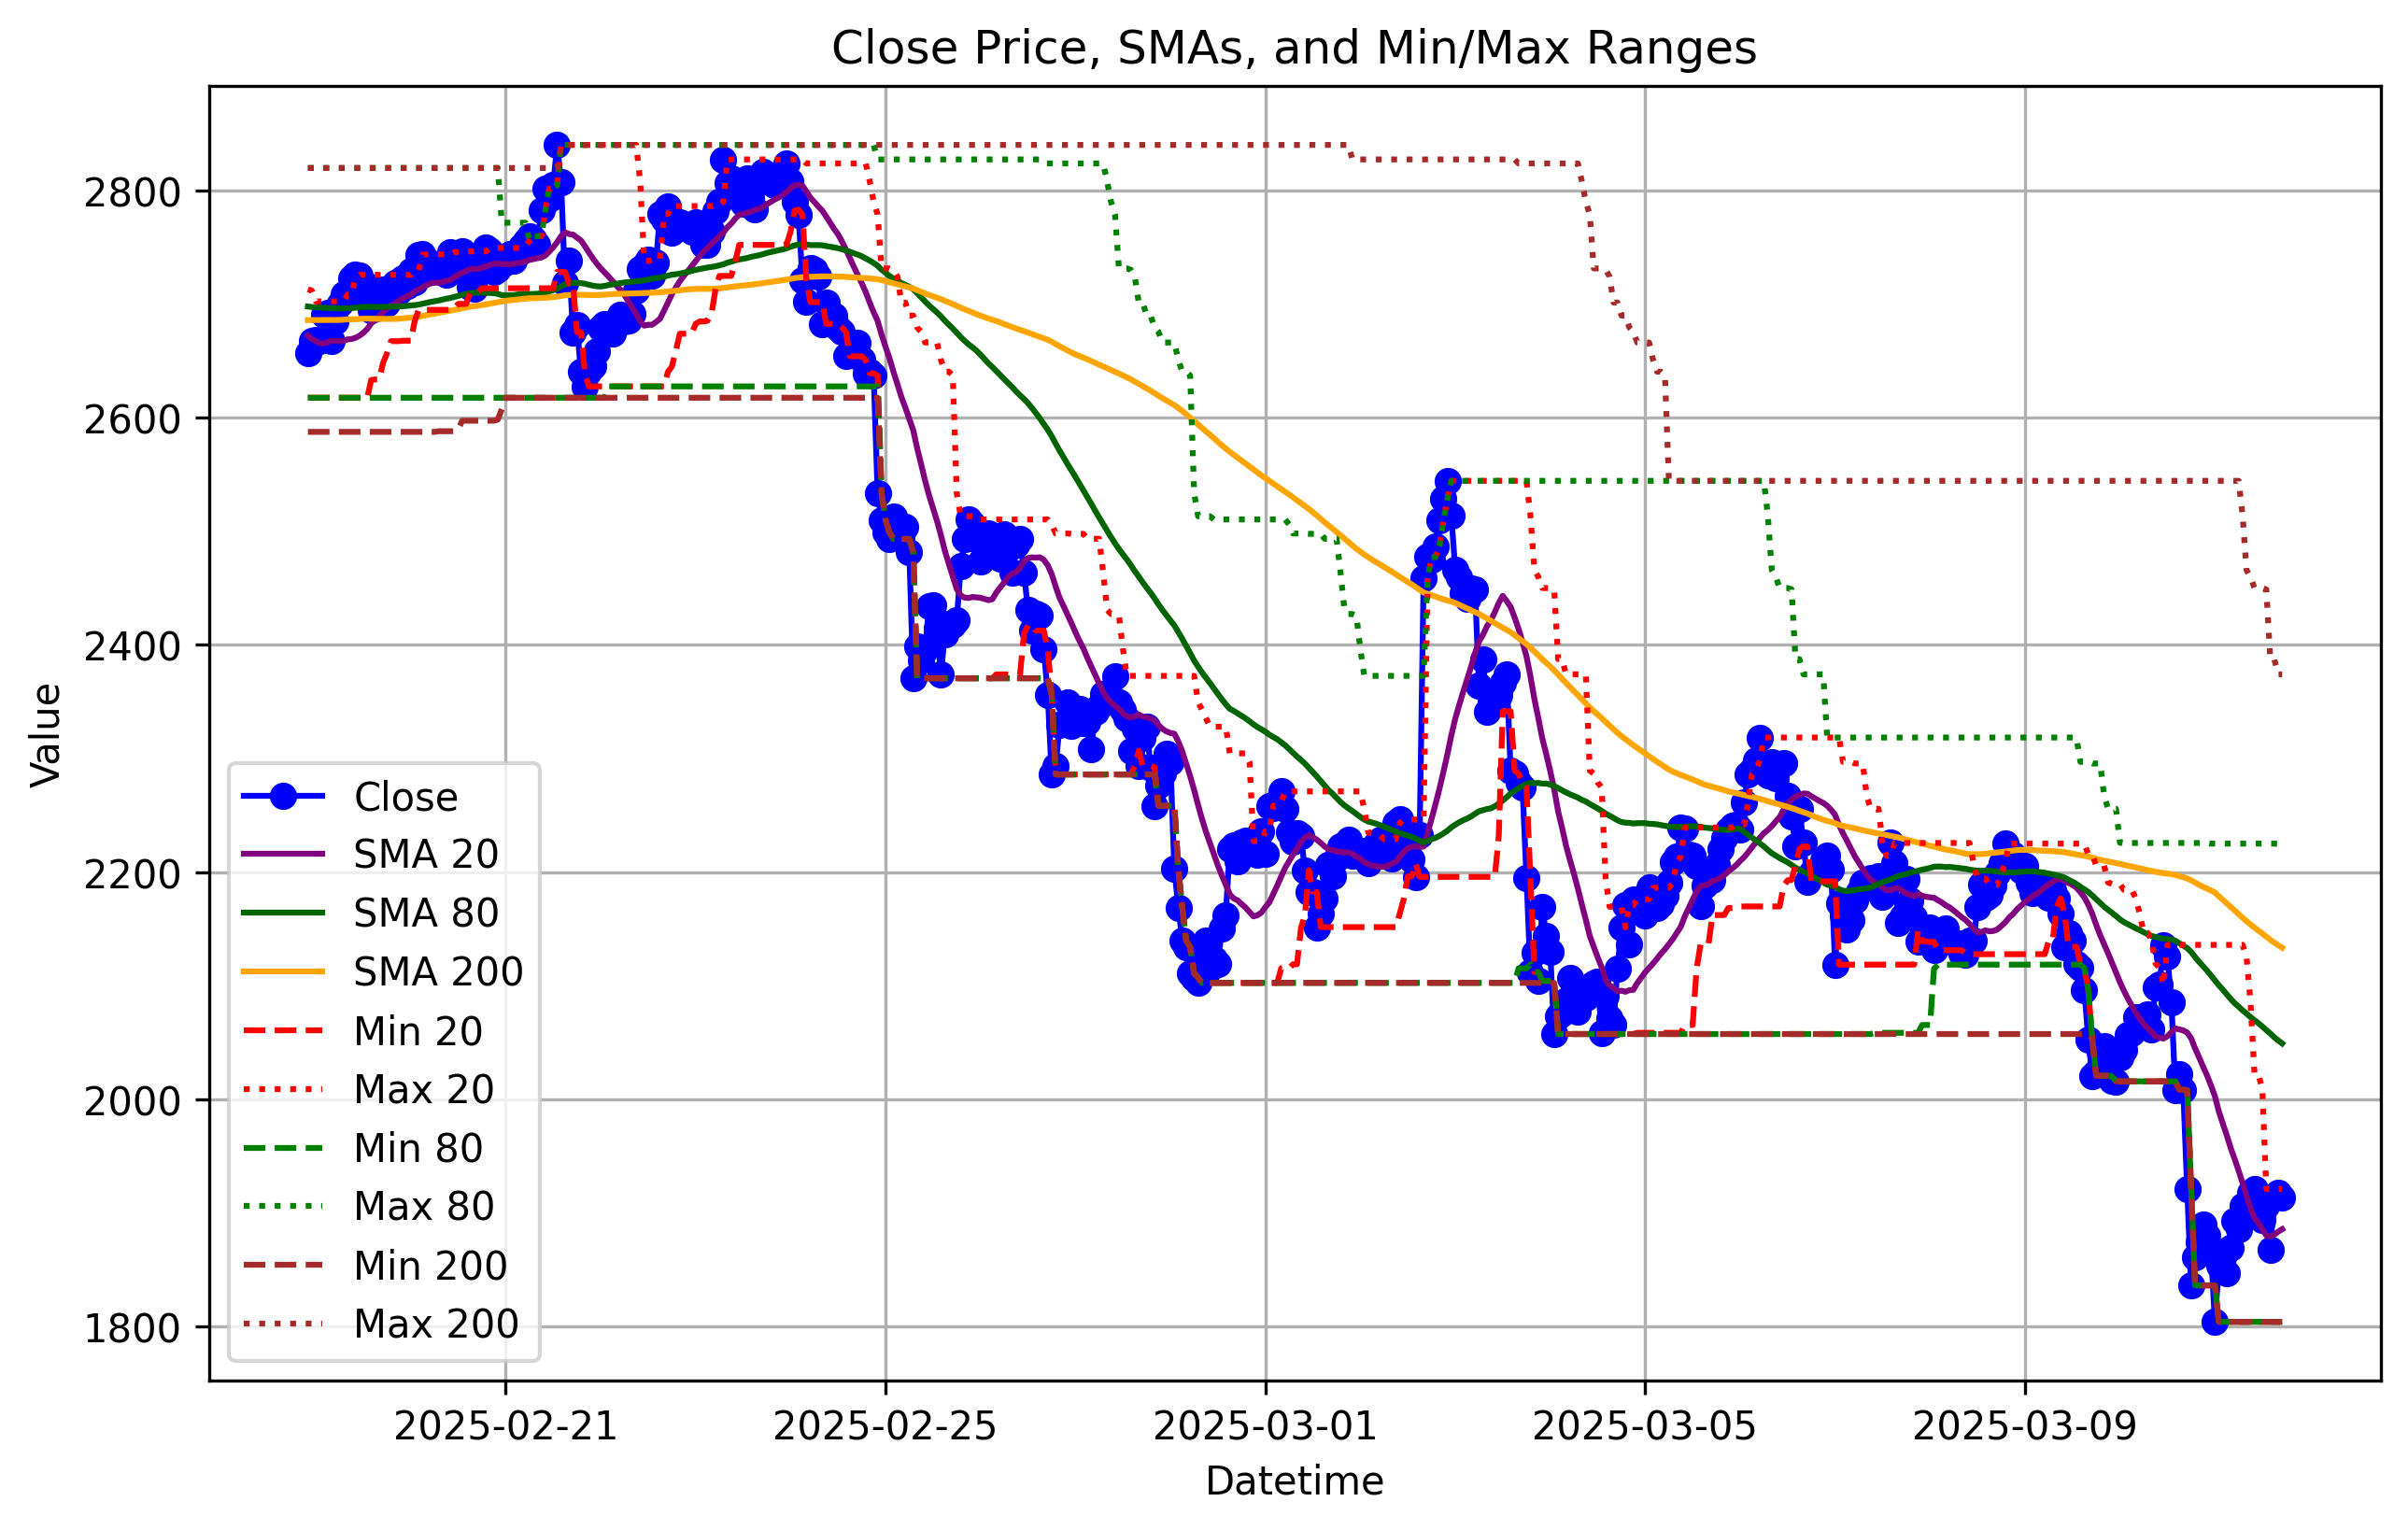 Close Price, SMAs, and Min/Max Ranges
Value
2800
2600
2400
2200
2000
1800
Close
SMA 20
SMA 80
SMA 200
Min 20
Max 20
Min 80
Max 80
Min 200
Max 200
2025-02-21
2025-02-25
2025-03-01
2025-03-05
2025-03-09
Datetime